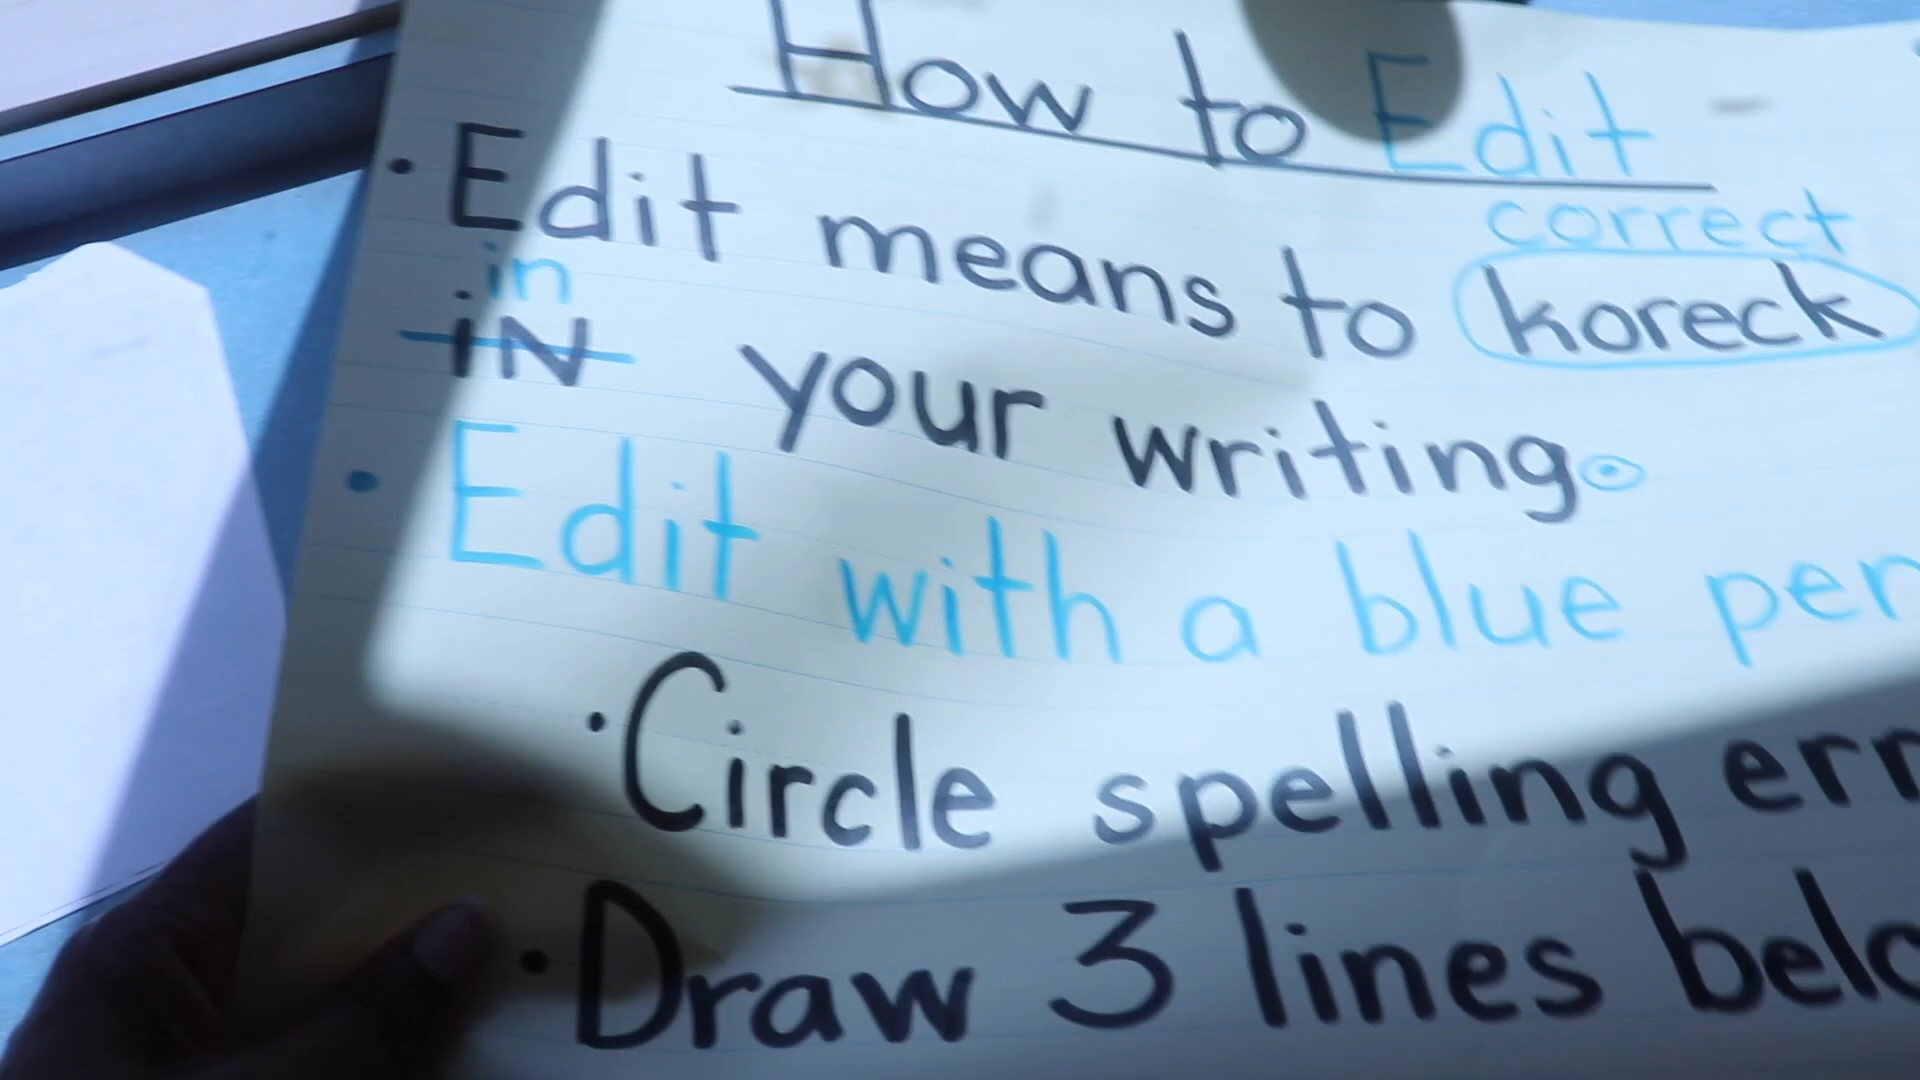 How to Edit
correct
• Edit means to koreck
in
iN your writing.
• Edit with a blue
• Circle spelling
• Draw 3 lines